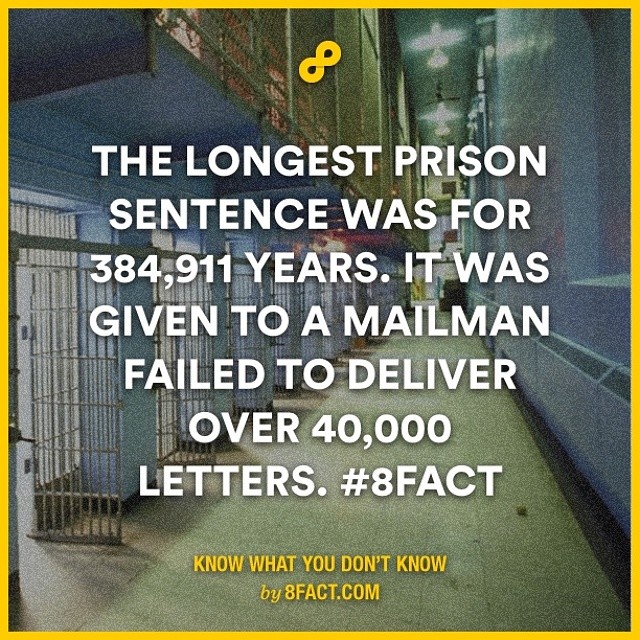 THE LONGEST PRISON
SENTENCE WAS FOR
384,911 YEARS. IT WAS
GIVEN TO A MAILMAN
FAILED TO DELIVER
OVER 40,000
LETTERS. #8FACT
KNOW WHAT YOU DON'T KNOW
by 8FACT.COM